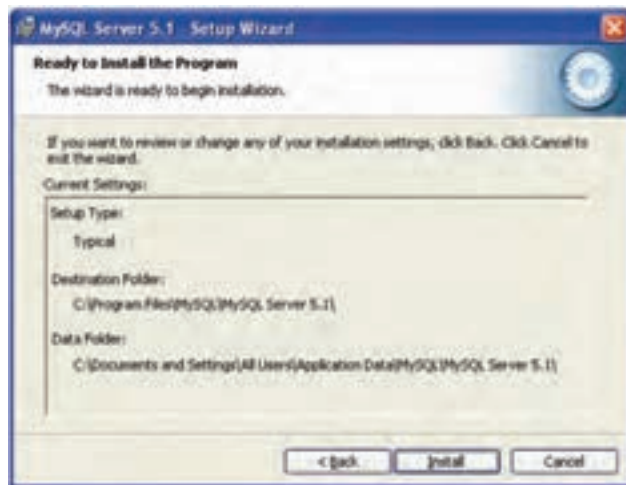 MySQL Server 5.1 Setup Wizard
Ready to Install the Program
The wizard is ready to begin installation.
If you want to review or change any of your installation settings, click Back. Click Cancel to
exit the wizard.
Current Settings:
Setup Type:
Typical
Destination Folder:
C:\Program Files\MySQL\MySQL Server 5.1\
Data Folder:
C:\Documents and Settings\All Users\Application Data\MySQL\MySQL Server 5.1\
< Back
Install
Cancel